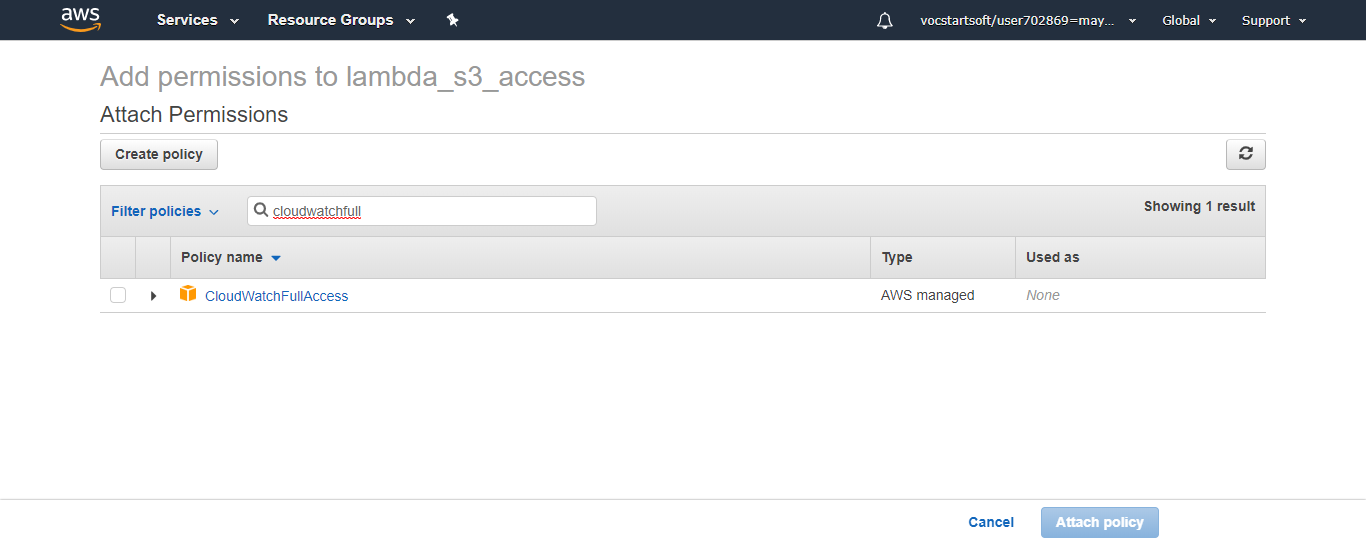 aws Services Resource Groups vocstartsoft/user702869=may... Global Support
Add permissions to lambda_s3_access
Attach Permissions
Create policy
Filter policies cloudwatchfull Showing 1 result
Policy name Type Used as
CloudWatchFullAccess AWS managed None
Cancel Attach policy